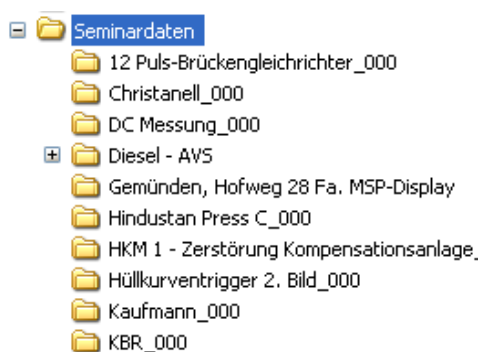 Seminardaten
12 Puls-Brückengleichrichter_000
Christanell_000
DC Messung_000
Diesel - AVS
Gemünden, Hofweg 28 Fa. MSP-Display
Hindustan Press C_000
HKM 1 - Zerstörung Kompensationsanlage_
Hüllkurventrigger 2. Bild_000
Kaufmann_000
KBR_000